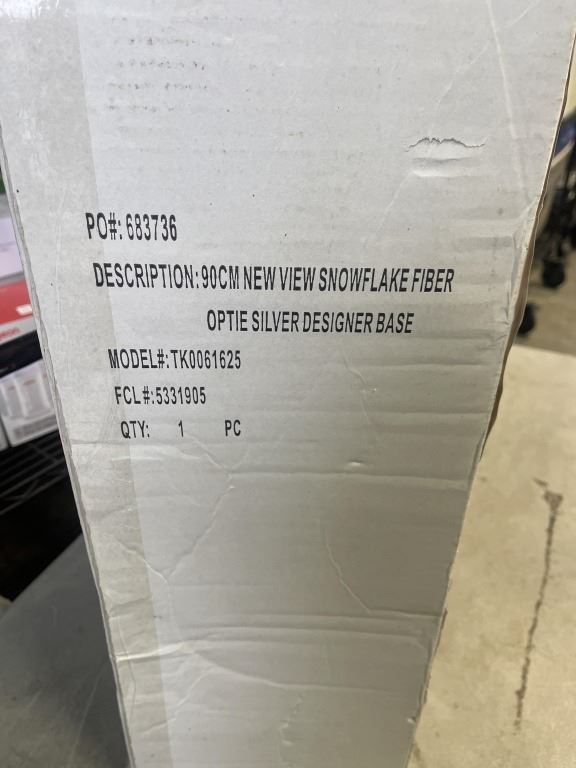 PO#: 683736
DESCRIPTION: 90CM NEW VIEW SNOWFLAKE FIBER
OPTIE SILVER DESIGNER BASE
MODEL#: TK0061625
FCL#:5331905
QTY: 1 PC